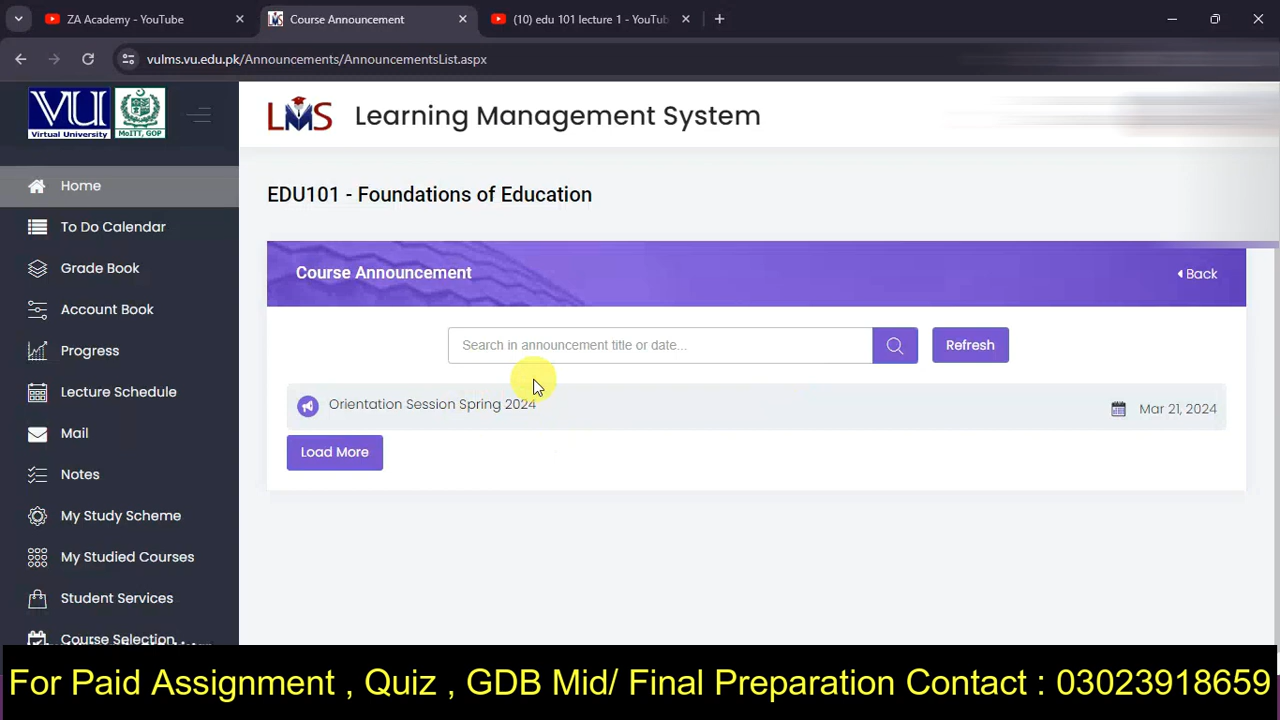 ZA Academy - YouTube
Course Announcement
(10) edu 101 lecture 1 - YouTub
vulms.vu.edu.pk/Announcements/AnnouncementsList.aspx
VU
Virtual University
MoITT, GOP
LMS
Learning Management System
Home
To Do Calendar
Grade Book
Account Book
Progress
Lecture Schedule
Mail
Notes
My Study Scheme
My Studied Courses
Student Services
Course Selection
EDU101 - Foundations of Education
Course Announcement
Back
Search in announcement title or date...
Refresh
Orientation Session Spring 2024
Mar 21, 2024
Load More
For Paid Assignment , Quiz , GDB Mid/ Final Preparation Contact : 03023918659